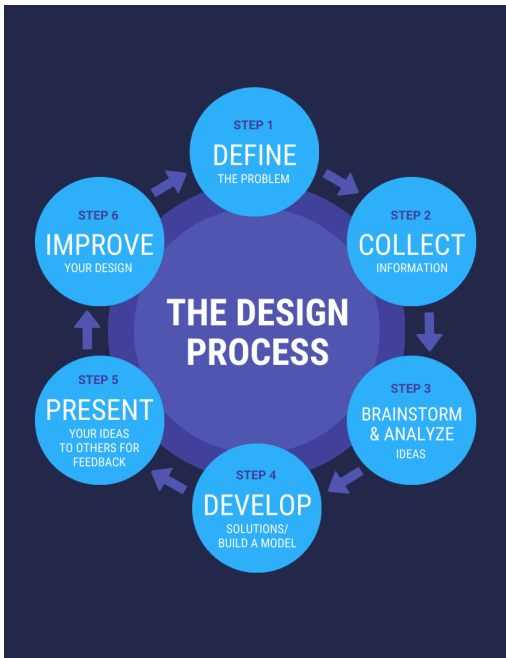 STEP 1
DEFINE
THE PROBLEM
STEP 2
COLLECT
INFORMATION
STEP 3
BRAINSTORM
& ANALYZE
IDEAS
STEP 4
DEVELOP
SOLUTIONS/
BUILD A MODEL
STEP 5
PRESENT
YOUR IDEAS
TO OTHERS FOR
FEEDBACK
STEP 6
IMPROVE
YOUR DESIGN
THE DESIGN
PROCESS